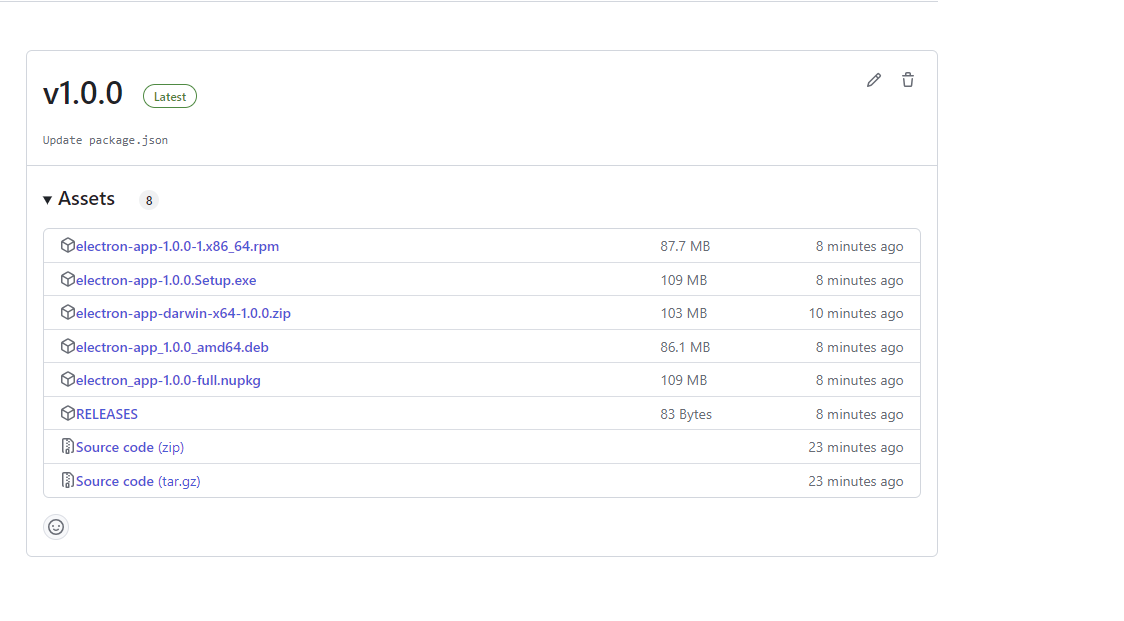 v1.0.0 Latest
Update package.json
Assets 8
electron-app-1.0.0-1.x86_64.rpm 87.7 MB 8 minutes ago
electron-app-1.0.0.Setup.exe 109 MB 8 minutes ago
electron-app-darwin-x64-1.0.0.zip 103 MB 10 minutes ago
electron-app_1.0.0_amd64.deb 86.1 MB 8 minutes ago
electron_app-1.0.0-full.nupkg 109 MB 8 minutes ago
RELEASES 83 Bytes 8 minutes ago
Source code (zip) 23 minutes ago
Source code (tar.gz) 23 minutes ago